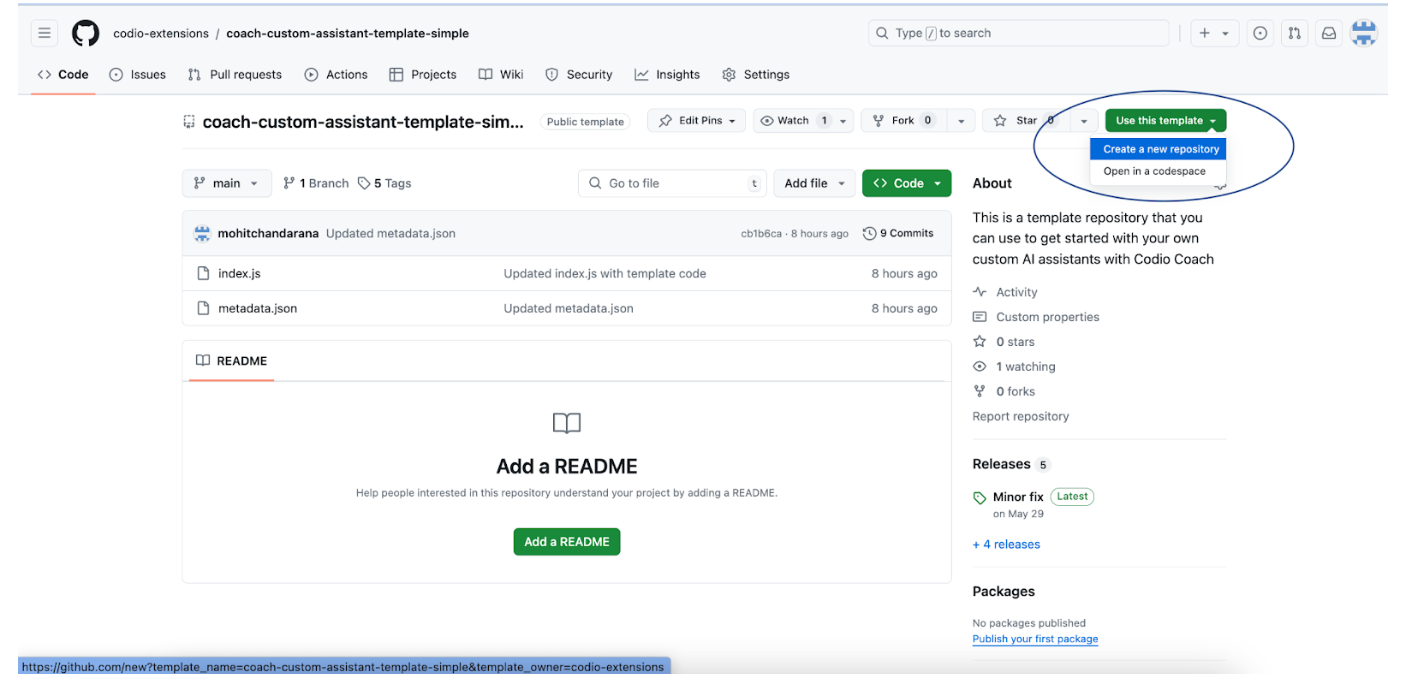 codio-extensions / coach-custom-assistant-template-simple
Type / to search
Code Issues Pull requests Actions Projects Wiki Security Insights Settings
coach-custom-assistant-template-sim... Public template Edit Pins Watch 1 Fork 0 Star 0 Use this template
Create a new repository
Open in a codespace
main 1 Branch 5 Tags Go to file t Add file Code
mohitchandarana Updated metadata.json cb1b6ca · 8 hours ago 9 Commits
index.js Updated index.js with template code 8 hours ago
metadata.json Updated metadata.json 8 hours ago
README
Add a README
Help people interested in this repository understand your project by adding a README.
Add a README
About
This is a template repository that you
can use to get started with your own
custom AI assistants with Codio Coach
Activity
Custom properties
0 stars
1 watching
0 forks
Report repository
Releases 5
Minor fix Latest
on May 29
+ 4 releases
Packages
No packages published
Publish your first package
https://github.com/new?template_name=coach-custom-assistant-template-simple&template_owner=codio-extensions